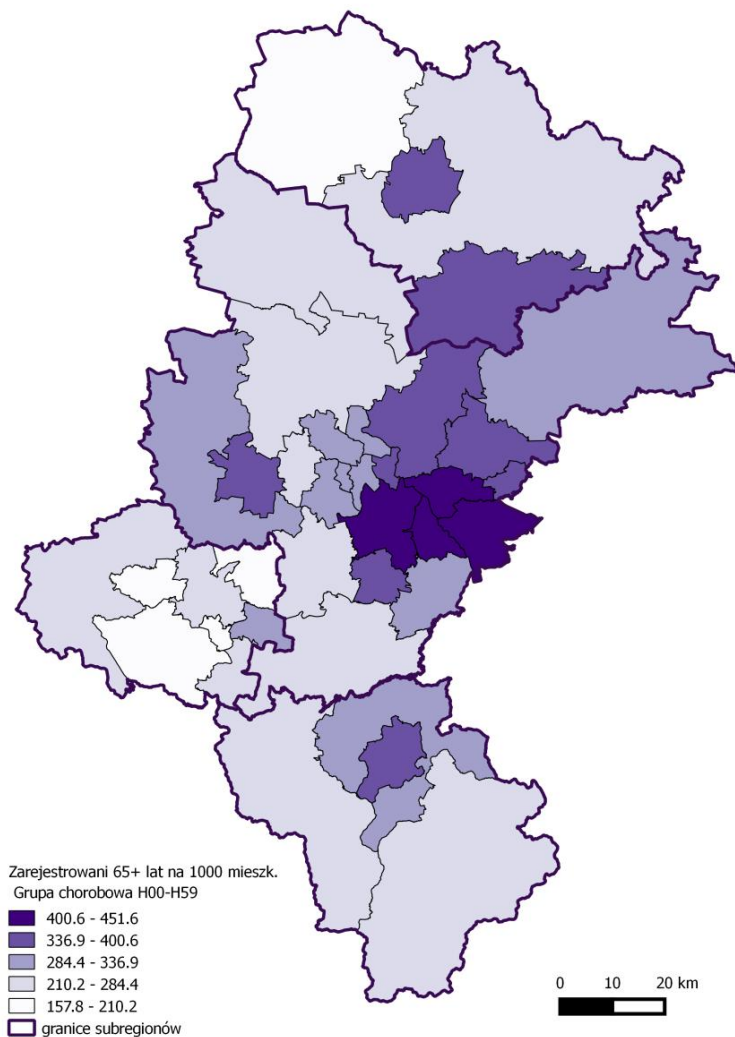 Zarejestrowani 65+ lat na 1000 mieszk.
Grupa chorobowa H00-H59
400.6 - 451.6
336.9 - 400.6
284.4 - 336.9
210.2 - 284.4
157.8 - 210.2
granice subregionów
0 10 20 km